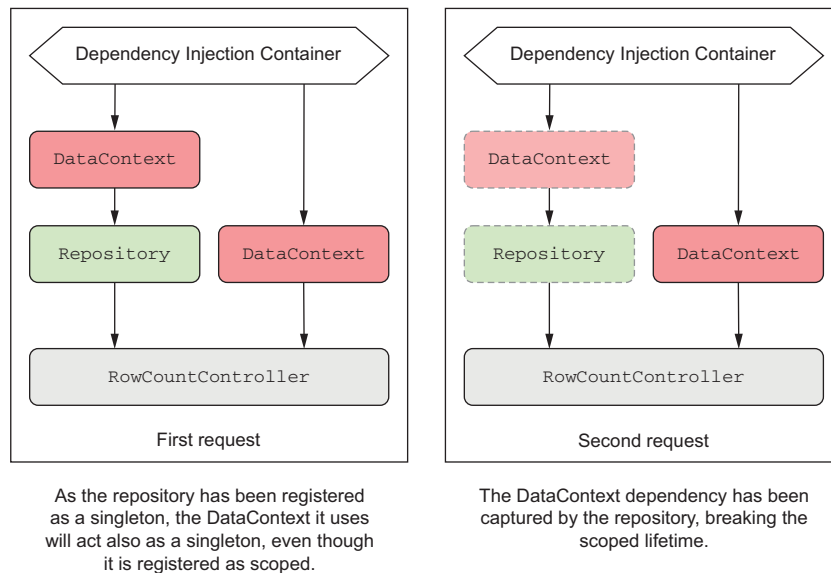 Dependency Injection Container
DataContext
Repository
DataContext
RowCountController
First request
As the repository has been registered
as a singleton, the DataContext it uses
will act also as a singleton, even though
it is registered as scoped.
Dependency Injection Container
DataContext
Repository
DataContext
RowCountController
Second request
The DataContext dependency has been
captured by the repository, breaking the
scoped lifetime.